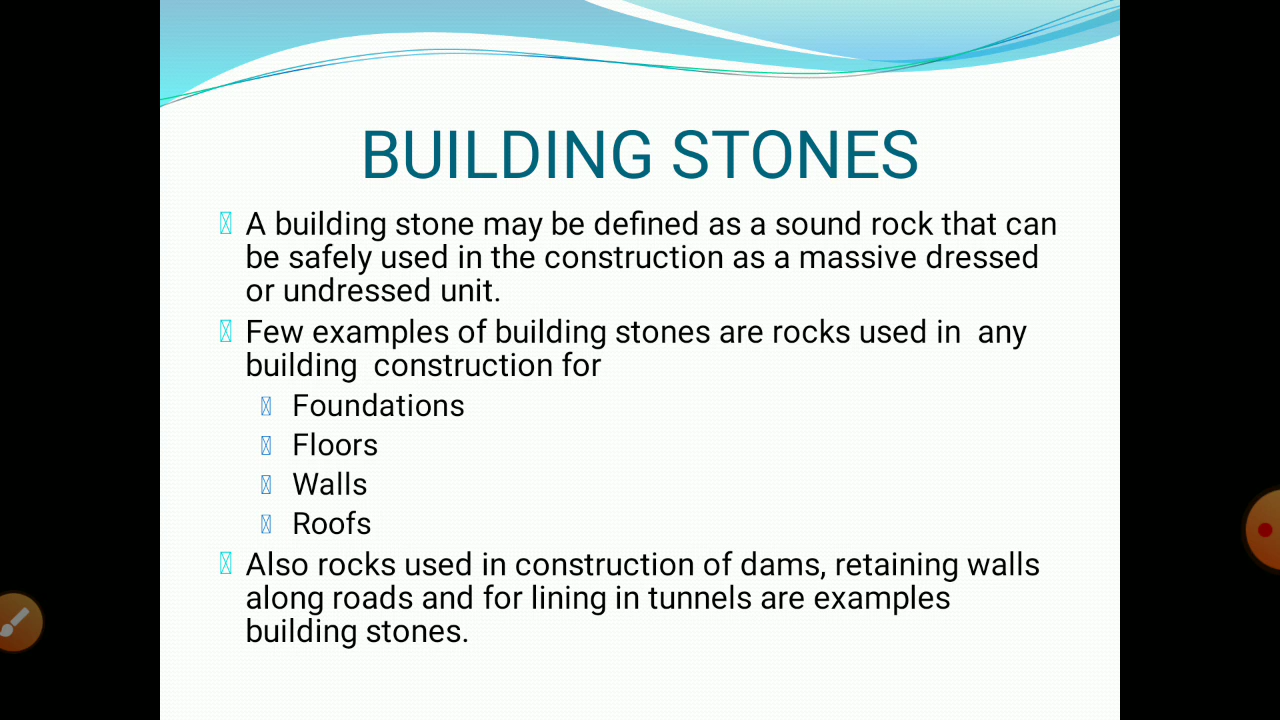 BUILDING STONES
A building stone may be defined as a sound rock that can
be safely used in the construction as a massive dressed
or undressed unit.
Few examples of building stones are rocks used in  any
building  construction for
Foundations
Floors
Walls
Roofs
Also rocks used in construction of dams, retaining walls
along roads and for lining in tunnels are examples
building stones.